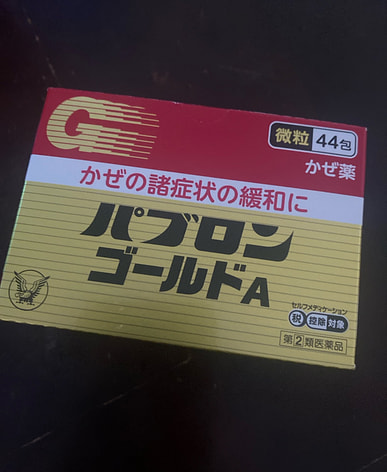 G
微粒 44包
かぜ薬
かぜの諸症状の緩和に
パブロン
ゴールドA
セルフメディケーション
税 控除 対象
指定第2類医薬品